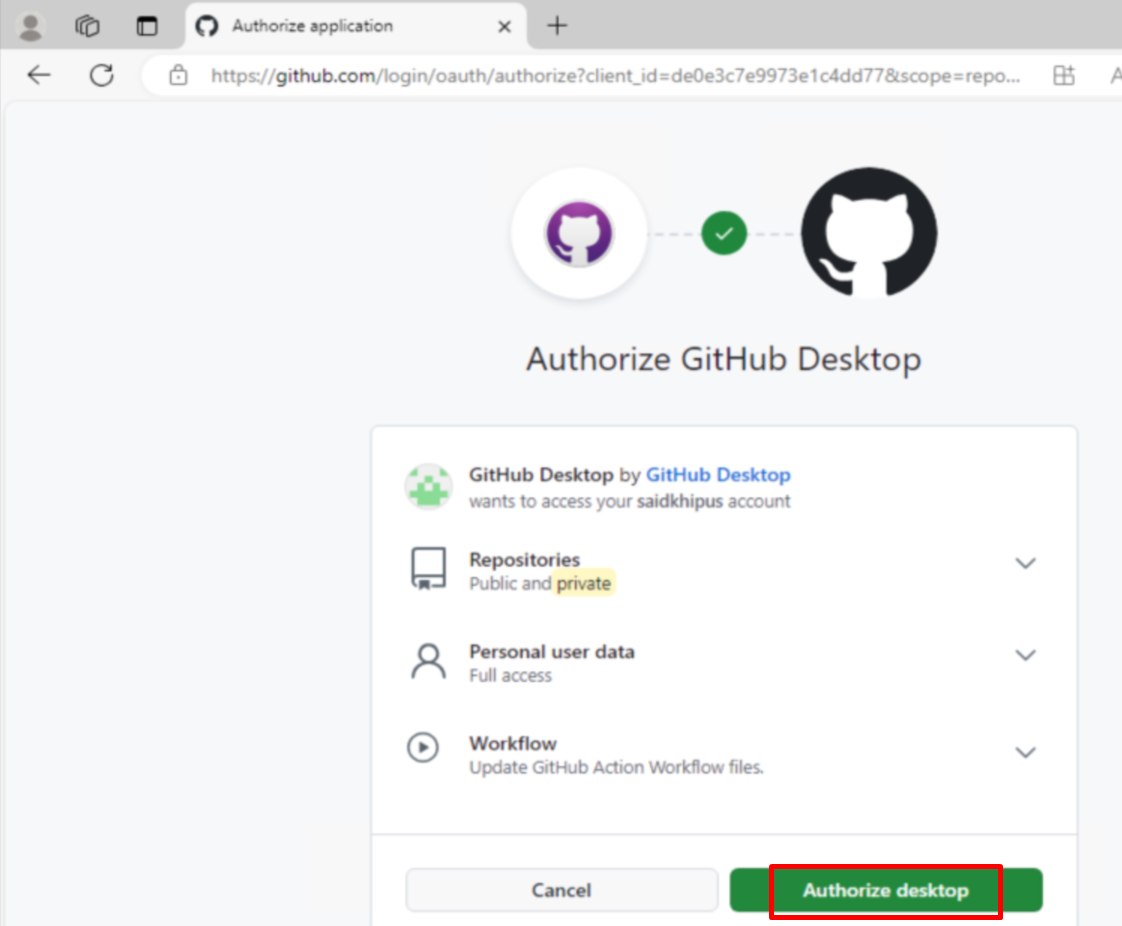 Authorize application
https://github.com/login/oauth/authorize?client_id=de0e3c7e9973e1c4dd77&scope=repo...
A
Authorize GitHub Desktop
GitHub Desktop by GitHub Desktop
wants to access your saidkhipus account
Repositories
Public and private
Personal user data
Full access
Workflow
Update GitHub Action Workflow files.
Cancel
Authorize desktop